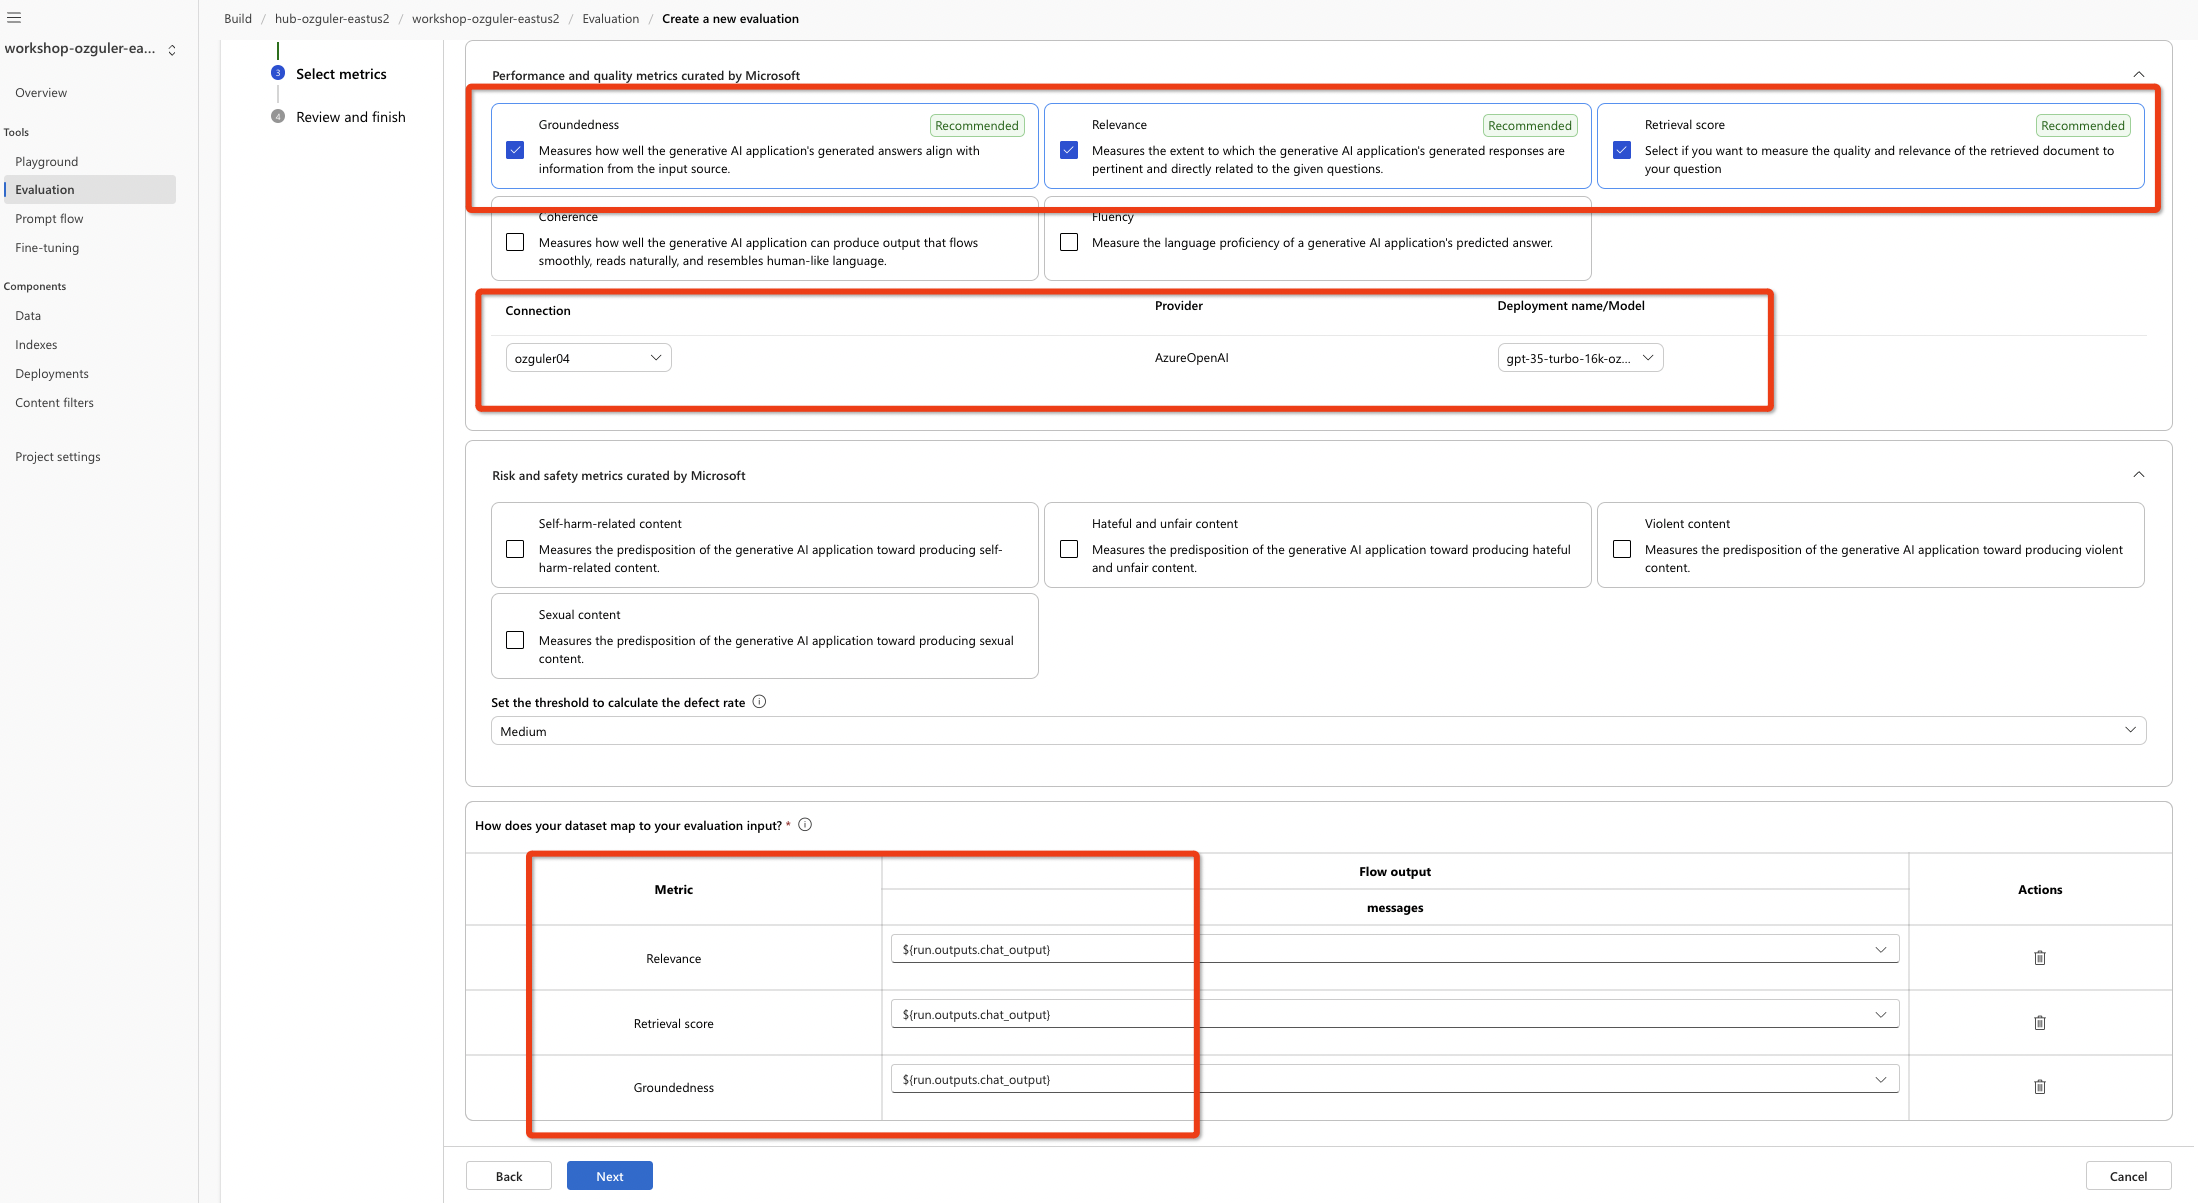 Build / hub-ozguler-eastus2 / workshop-ozguler-eastus2 / Evaluation / Create a new evaluation
workshop-ozguler-ea...
Overview
Tools
Playground
Evaluation
Prompt flow
Fine-tuning
Components
Data
Indexes
Deployments
Content filters
Project settings
3 Select metrics
4 Review and finish
Performance and quality metrics curated by Microsoft
Groundedness
Recommended
Measures how well the generative AI application's generated answers align with
information from the input source.
Relevance
Recommended
Measures the extent to which the generative AI application's generated responses are
pertinent and directly related to the given questions.
Retrieval score
Recommended
Select if you want to measure the quality and relevance of the retrieved document to
your question
Coherence
Measures how well the generative AI application can produce output that flows
smoothly, reads naturally, and resembles human-like language.
Fluency
Measure the language proficiency of a generative AI application's predicted answer.
Connection
Provider
Deployment name/Model
ozguler04
AzureOpenAI
gpt-35-turbo-16k-oz...
Risk and safety metrics curated by Microsoft
Self-harm-related content
Measures the predisposition of the generative AI application toward producing self-
harm-related content.
Hateful and unfair content
Measures the predisposition of the generative AI application toward producing hateful
and unfair content.
Violent content
Measures the predisposition of the generative AI application toward producing violent
content.
Sexual content
Measures the predisposition of the generative AI application toward producing sexual
content.
Set the threshold to calculate the defect rate
Medium
How does your dataset map to your evaluation input? *
Metric
Flow output
messages
Actions
Relevance
${run.outputs.chat_output}
Retrieval score
${run.outputs.chat_output}
Groundedness
${run.outputs.chat_output}
Back
Next
Cancel